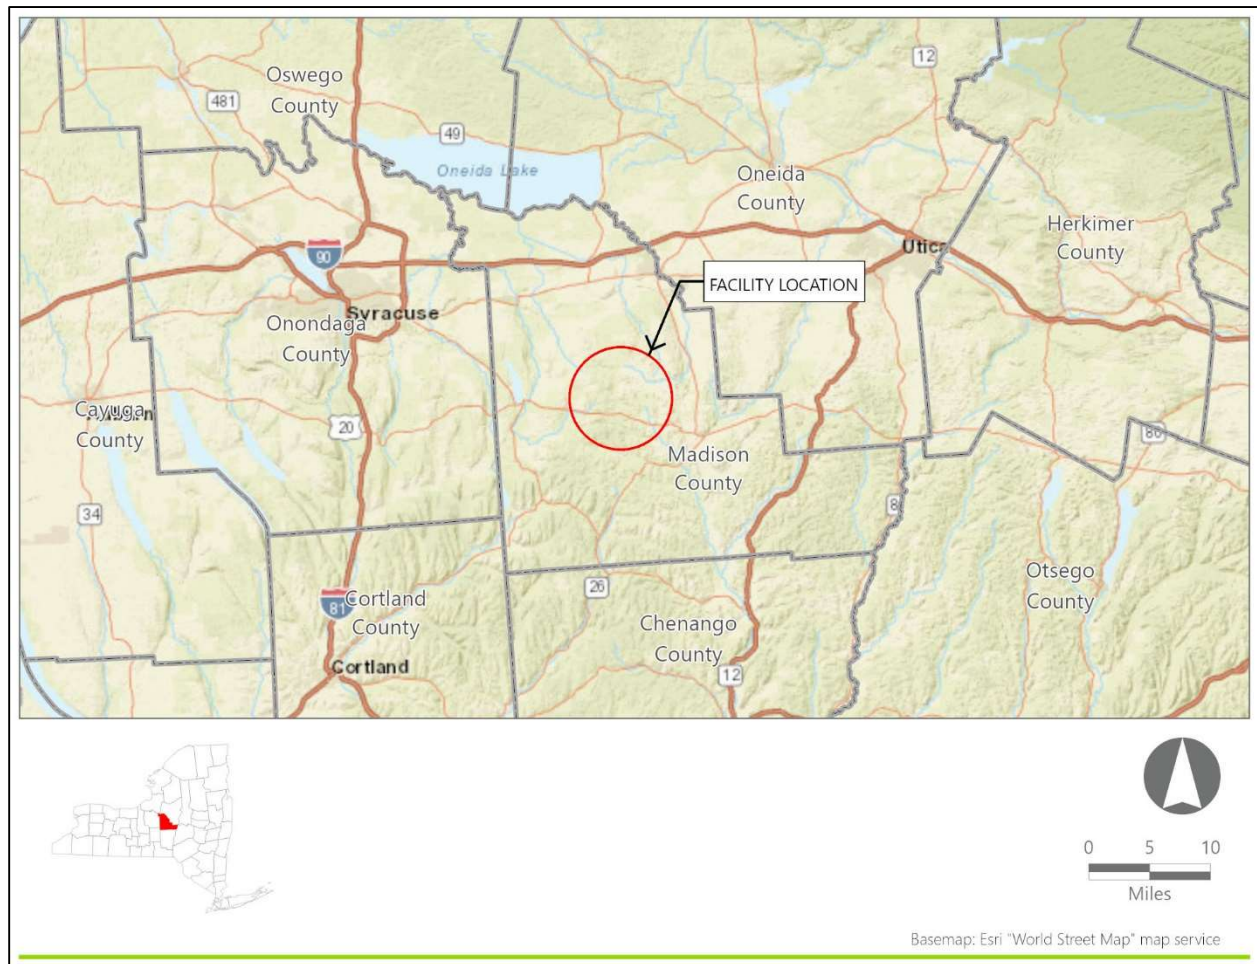 Oswego
County
481
12
49
Oneida Lake
Oneida
County
Herkimer
County
Utica
90
FACILITY LOCATION
Syracuse
Onondaga
County
Cayuga
County
20
Madison
County
80
34
8
Otsego
County
26
81
Cortland
County
Chenango
County
Cortland
12
0 5 10
Miles
Basemap: Esri "World Street Map" map service